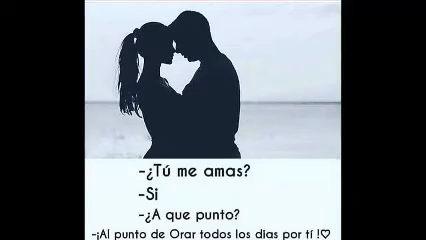 -¿Tú me amas?
-Si
-¿A que punto?
-¡Al punto de Orar todos los dias por tí !♡